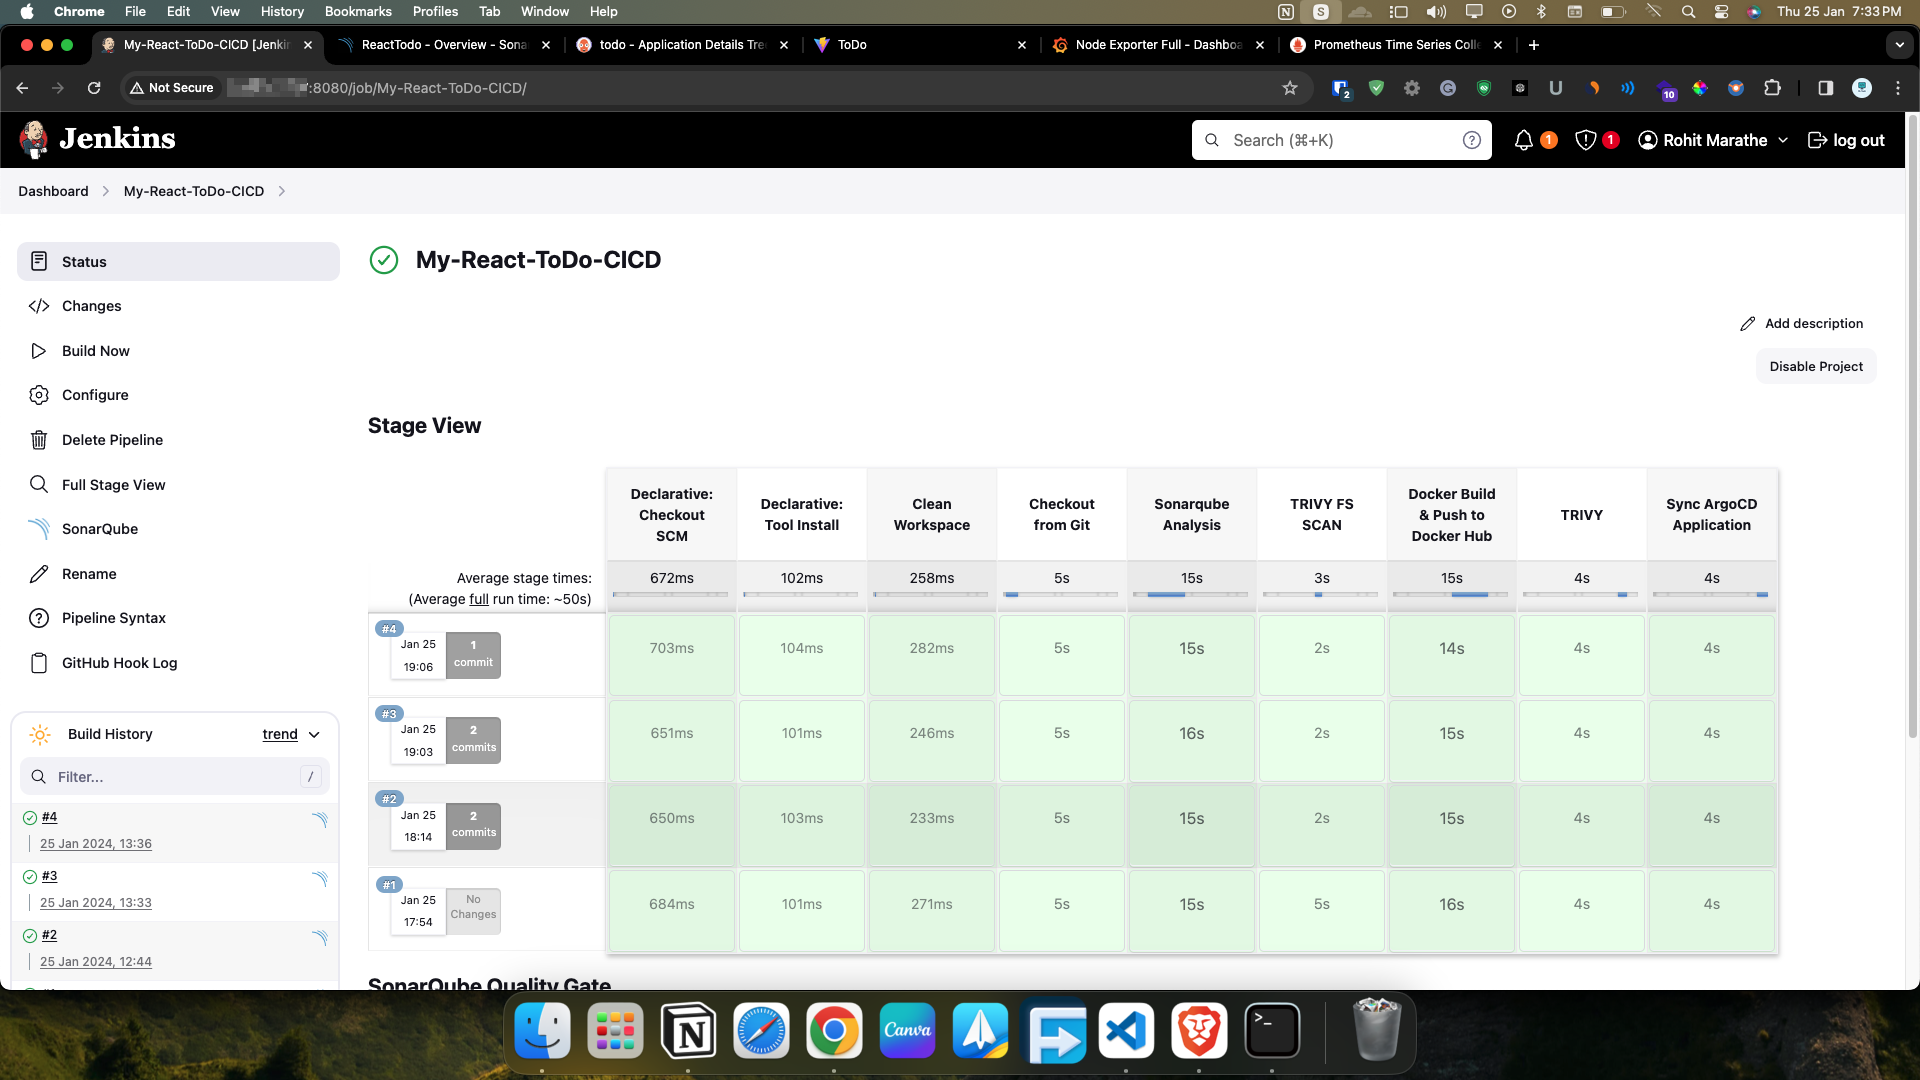 Chrome File Edit View History Bookmarks Profiles Tab Window Help
Thu 25 Jan 7:33 PM
My-React-ToDo-CICD [Jenki
ReactTodo - Overview - Sona
todo - Application Details Tre
ToDo
Node Exporter Full - Dashboa
Prometheus Time Series Colle
Not Secure
:8080/job/My-React-ToDo-CICD/
2
10
Jenkins
Search (⌘+K)
1
1
Rohit Marathe
log out
Dashboard
My-React-ToDo-CICD
Status
Changes
Build Now
Configure
Delete Pipeline
Full Stage View
SonarQube
Rename
Pipeline Syntax
GitHub Hook Log
Build History
trend
Filter...
/
#4
25 Jan 2024, 13:36
#3
25 Jan 2024, 13:33
#2
25 Jan 2024, 12:44
My-React-ToDo-CICD
Add description
Disable Project
Stage View
Declarative: Checkout SCM
Declarative: Tool Install
Clean Workspace
Checkout from Git
Sonarqube Analysis
TRIVY FS SCAN
Docker Build & Push to Docker Hub
TRIVY
Sync ArgoCD Application
Average stage times:
(Average full run time: ~50s)
672ms 102ms 258ms 5s 15s 3s 15s 4s 4s
#4
Jan 25
19:06
1
commit
703ms 104ms 282ms 5s 15s 2s 14s 4s 4s
#3
Jan 25
19:03
2
commits
651ms 101ms 246ms 5s 16s 2s 15s 4s 4s
#2
Jan 25
18:14
2
commits
650ms 103ms 233ms 5s 15s 2s 15s 4s 4s
#1
Jan 25
17:54
No
Changes
684ms 101ms 271ms 5s 15s 5s 16s 4s 4s
SonarQube Quality Gate
Canva